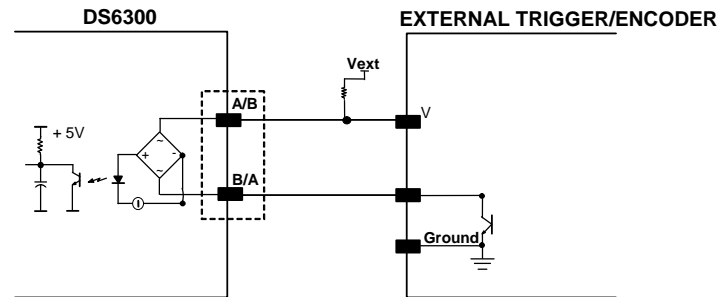 DS6300
EXTERNAL TRIGGER/ENCODER
Vext
A/B
V
+ 5V
+
-
~
~
B/A
I
Ground